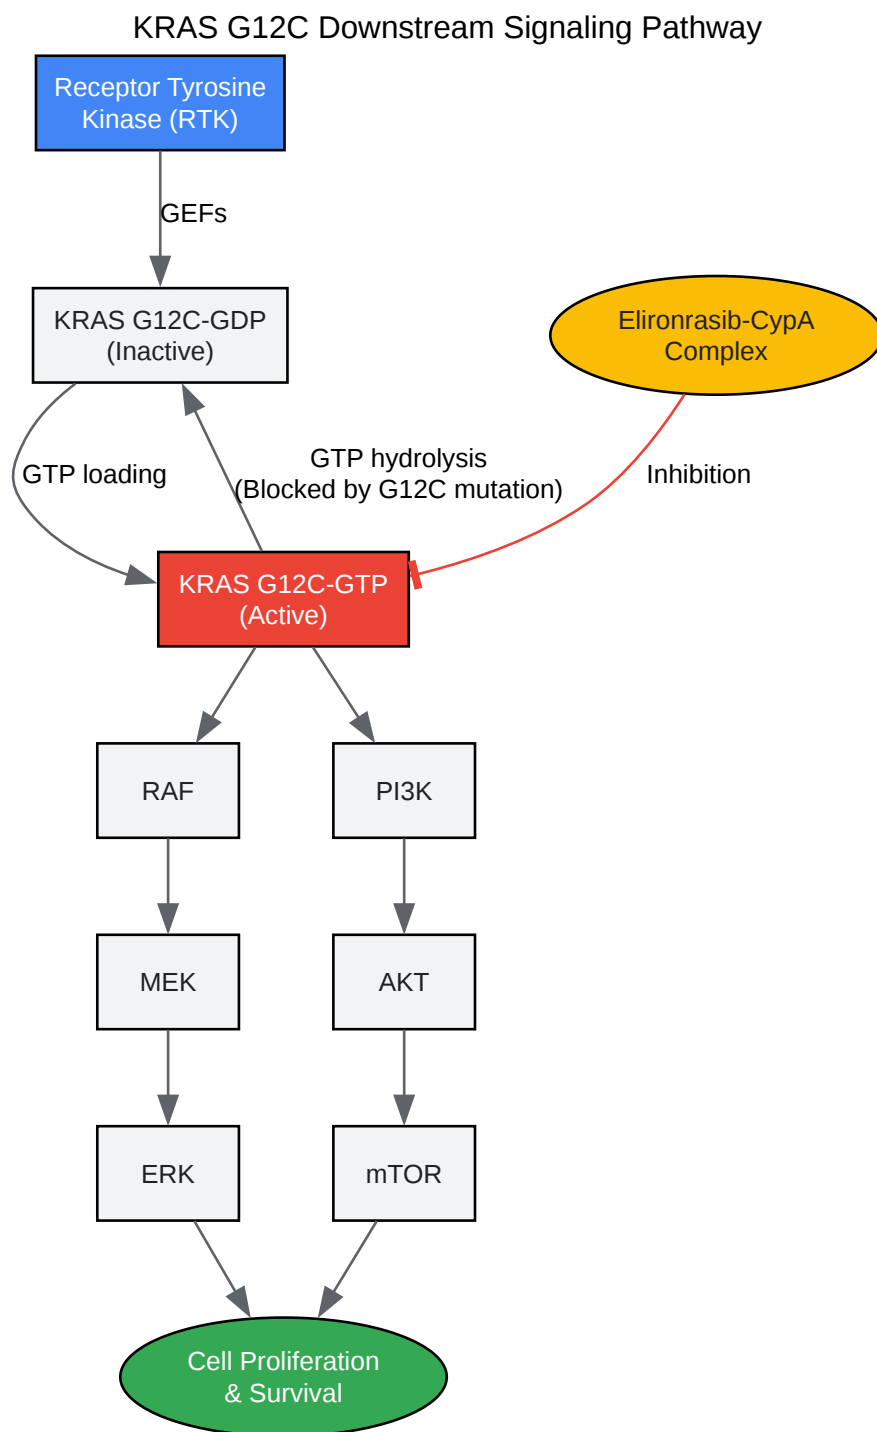 KRAS G12C Downstream Signaling Pathway
Receptor Tyrosine
Kinase (RTK)
GEFs
KRAS G12C-GDP
(Inactive)
Elironrasib-CypA
Complex
GTP loading
GTP hydrolysis
(Blocked by G12C mutation)
Inhibition
KRAS G12C-GTP
(Active)
RAF
PI3K
MEK
AKT
ERK
mTOR
Cell Proliferation
& Survival